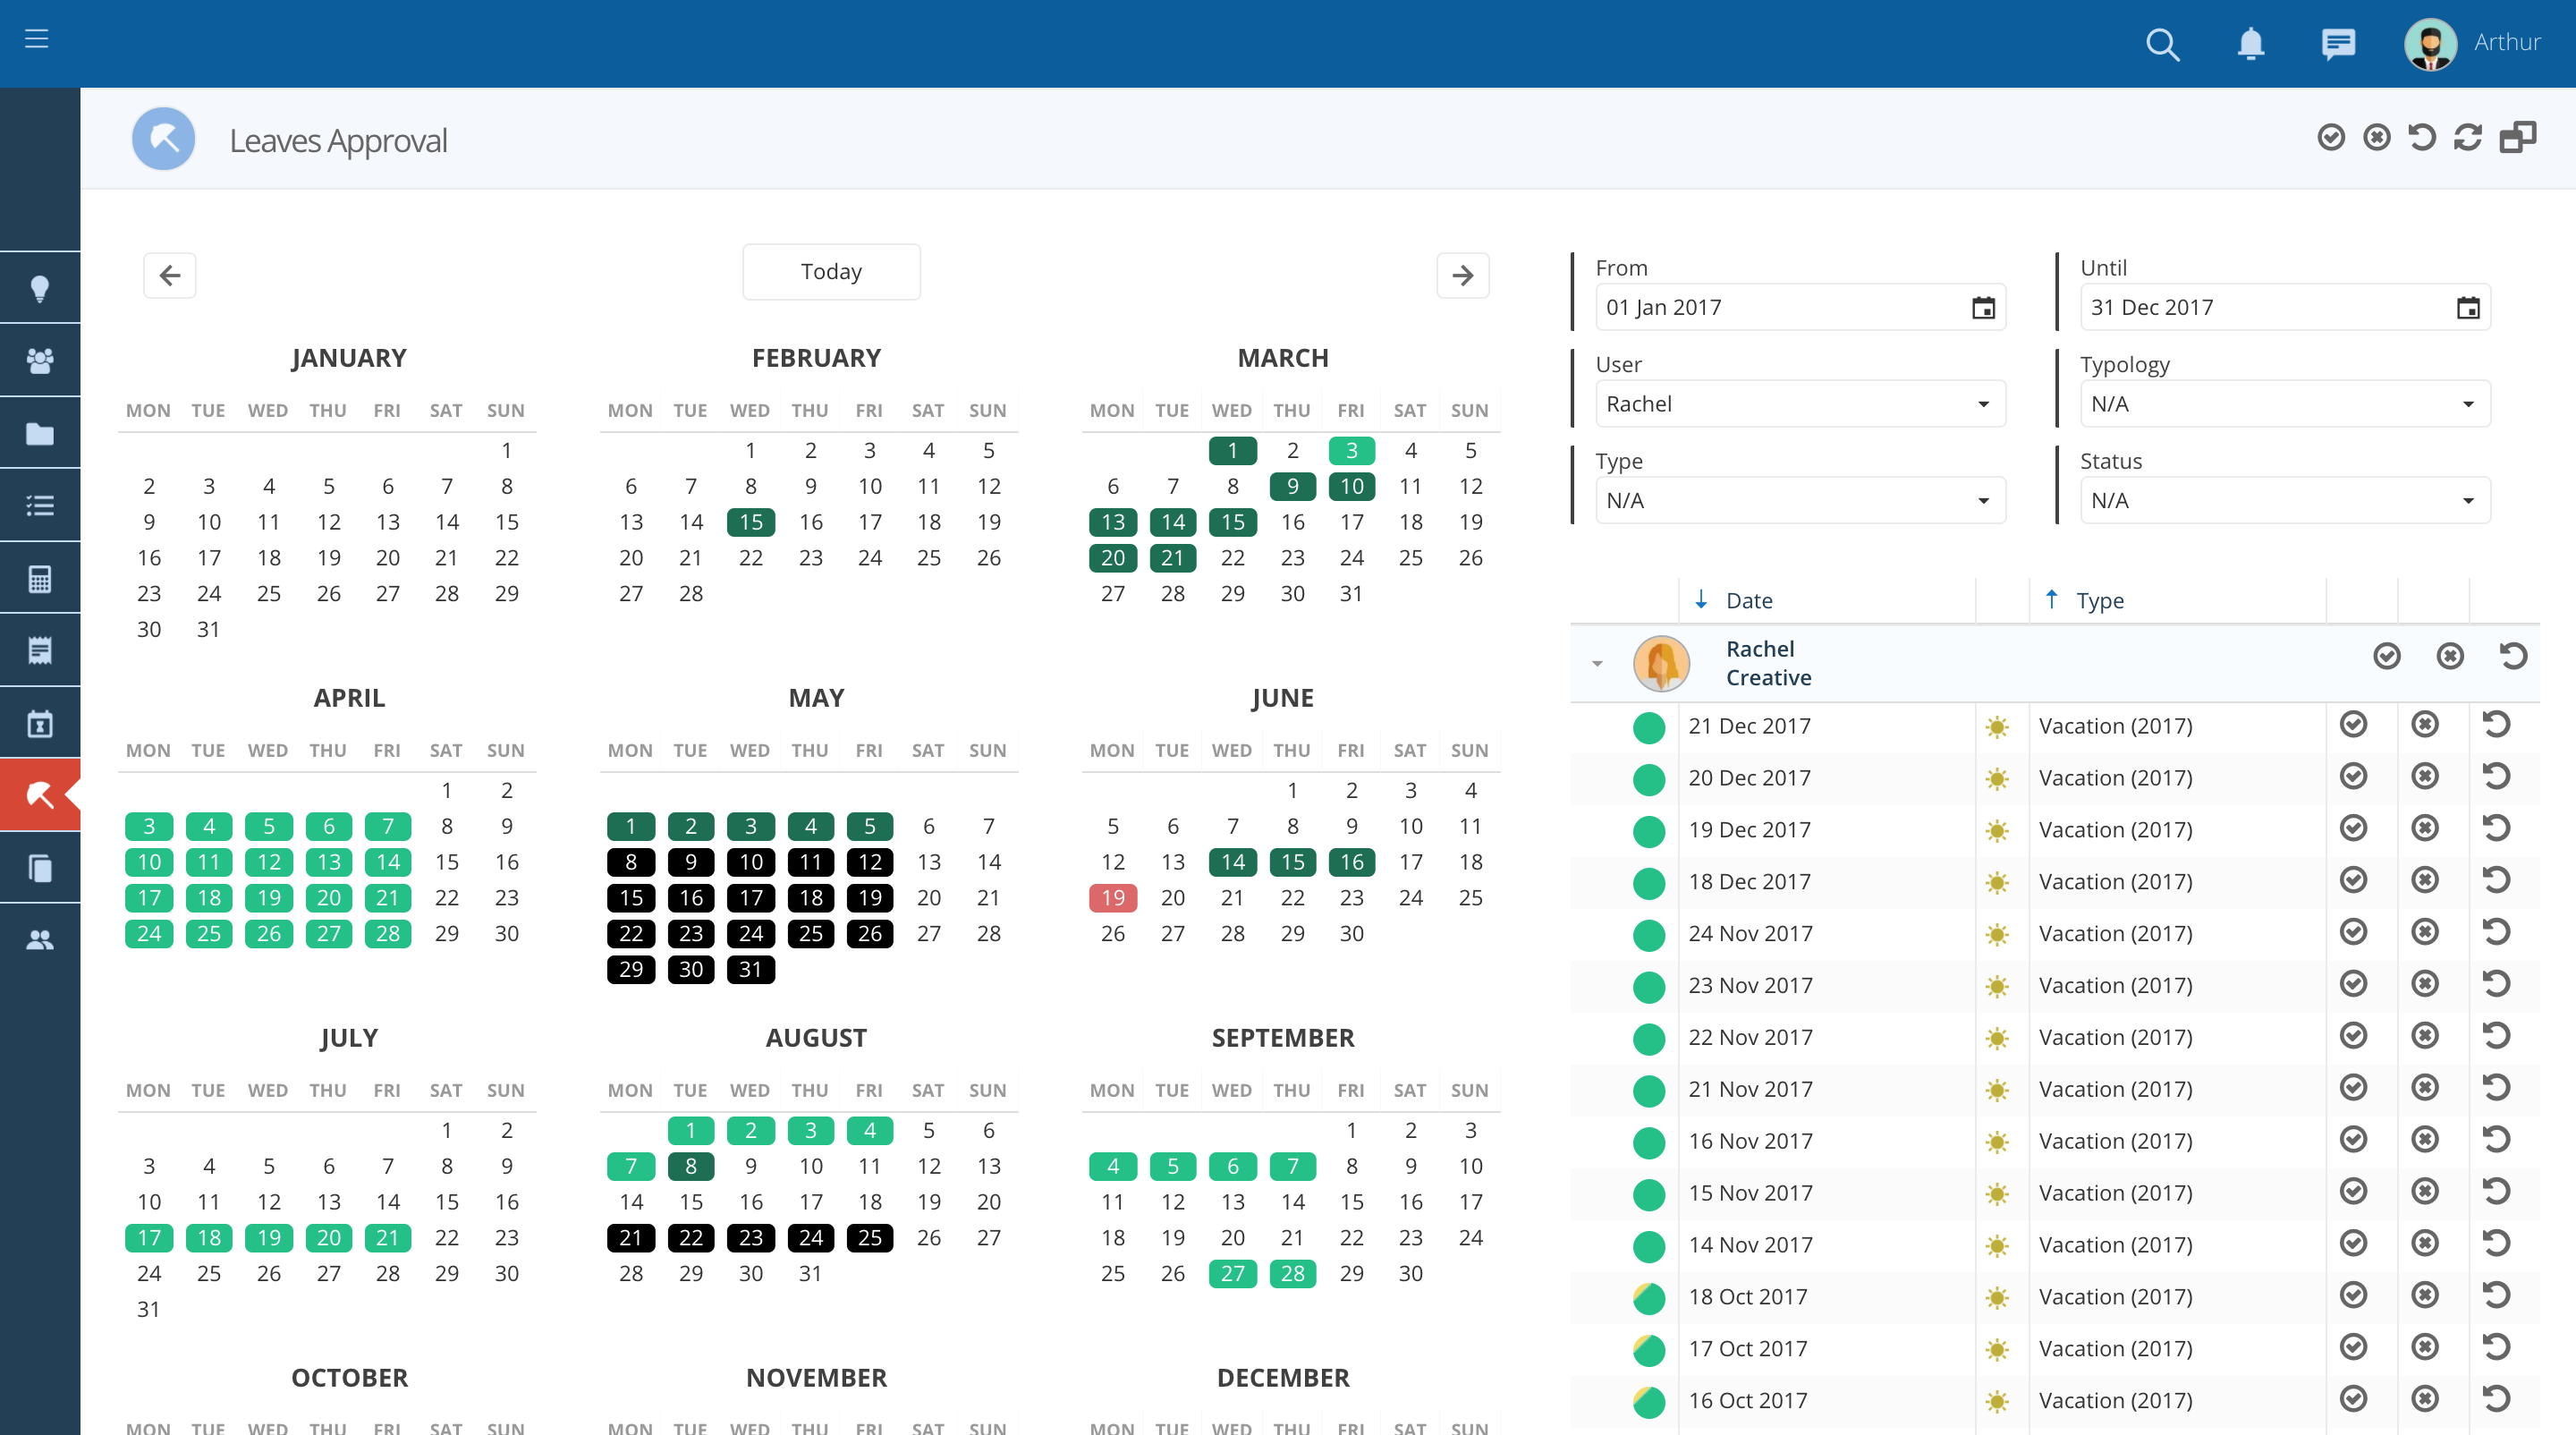 Arthur
Leaves Approval
Today
JANUARY FEBRUARY MARCH
MON TUE WED THU FRI SAT SUN MON TUE WED THU FRI SAT SUN MON TUE WED THU FRI SAT SUN
1 1 2 3 4 5 1 2 3 4 5
2 3 4 5 6 7 8 6 7 8 9 10 11 12 6 7 8 9 10 11 12
9 10 11 12 13 14 15 13 14 15 16 17 18 19 13 14 15 16 17 18 19
16 17 18 19 20 21 22 20 21 22 23 24 25 26 20 21 22 23 24 25 26
23 24 25 26 27 28 29 27 28 27 28 29 30 31
30 31
APRIL MAY JUNE
MON TUE WED THU FRI SAT SUN MON TUE WED THU FRI SAT SUN MON TUE WED THU FRI SAT SUN
1 2 1 2 3 4
3 4 5 6 7 8 9 1 2 3 4 5 6 7 5 6 7 8 9 10 11
10 11 12 13 14 15 16 8 9 10 11 12 13 14 12 13 14 15 16 17 18
17 18 19 20 21 22 23 15 16 17 18 19 20 21 19 20 21 22 23 24 25
24 25 26 27 28 29 30 22 23 24 25 26 27 28 26 27 28 29 30
29 30 31
JULY AUGUST SEPTEMBER
MON TUE WED THU FRI SAT SUN MON TUE WED THU FRI SAT SUN MON TUE WED THU FRI SAT SUN
1 2 1 2 3 4 5 6 1 2 3
3 4 5 6 7 8 9 7 8 9 10 11 12 13 4 5 6 7 8 9 10
10 11 12 13 14 15 16 14 15 16 17 18 19 20 11 12 13 14 15 16 17
17 18 19 20 21 22 23 21 22 23 24 25 26 27 18 19 20 21 22 23 24
24 25 26 27 28 29 30 28 29 30 31 25 26 27 28 29 30
31
OCTOBER NOVEMBER DECEMBER
MON TUE WED THU FRI SAT SUN MON TUE WED THU FRI SAT SUN MON TUE WED THU FRI SAT SUN
From Until
01 Jan 2017 31 Dec 2017
User Typology
Rachel N/A
Type Status
N/A N/A
Date Type
Rachel
Creative
21 Dec 2017 Vacation (2017)
20 Dec 2017 Vacation (2017)
19 Dec 2017 Vacation (2017)
18 Dec 2017 Vacation (2017)
24 Nov 2017 Vacation (2017)
23 Nov 2017 Vacation (2017)
22 Nov 2017 Vacation (2017)
21 Nov 2017 Vacation (2017)
16 Nov 2017 Vacation (2017)
15 Nov 2017 Vacation (2017)
14 Nov 2017 Vacation (2017)
18 Oct 2017 Vacation (2017)
17 Oct 2017 Vacation (2017)
16 Oct 2017 Vacation (2017)